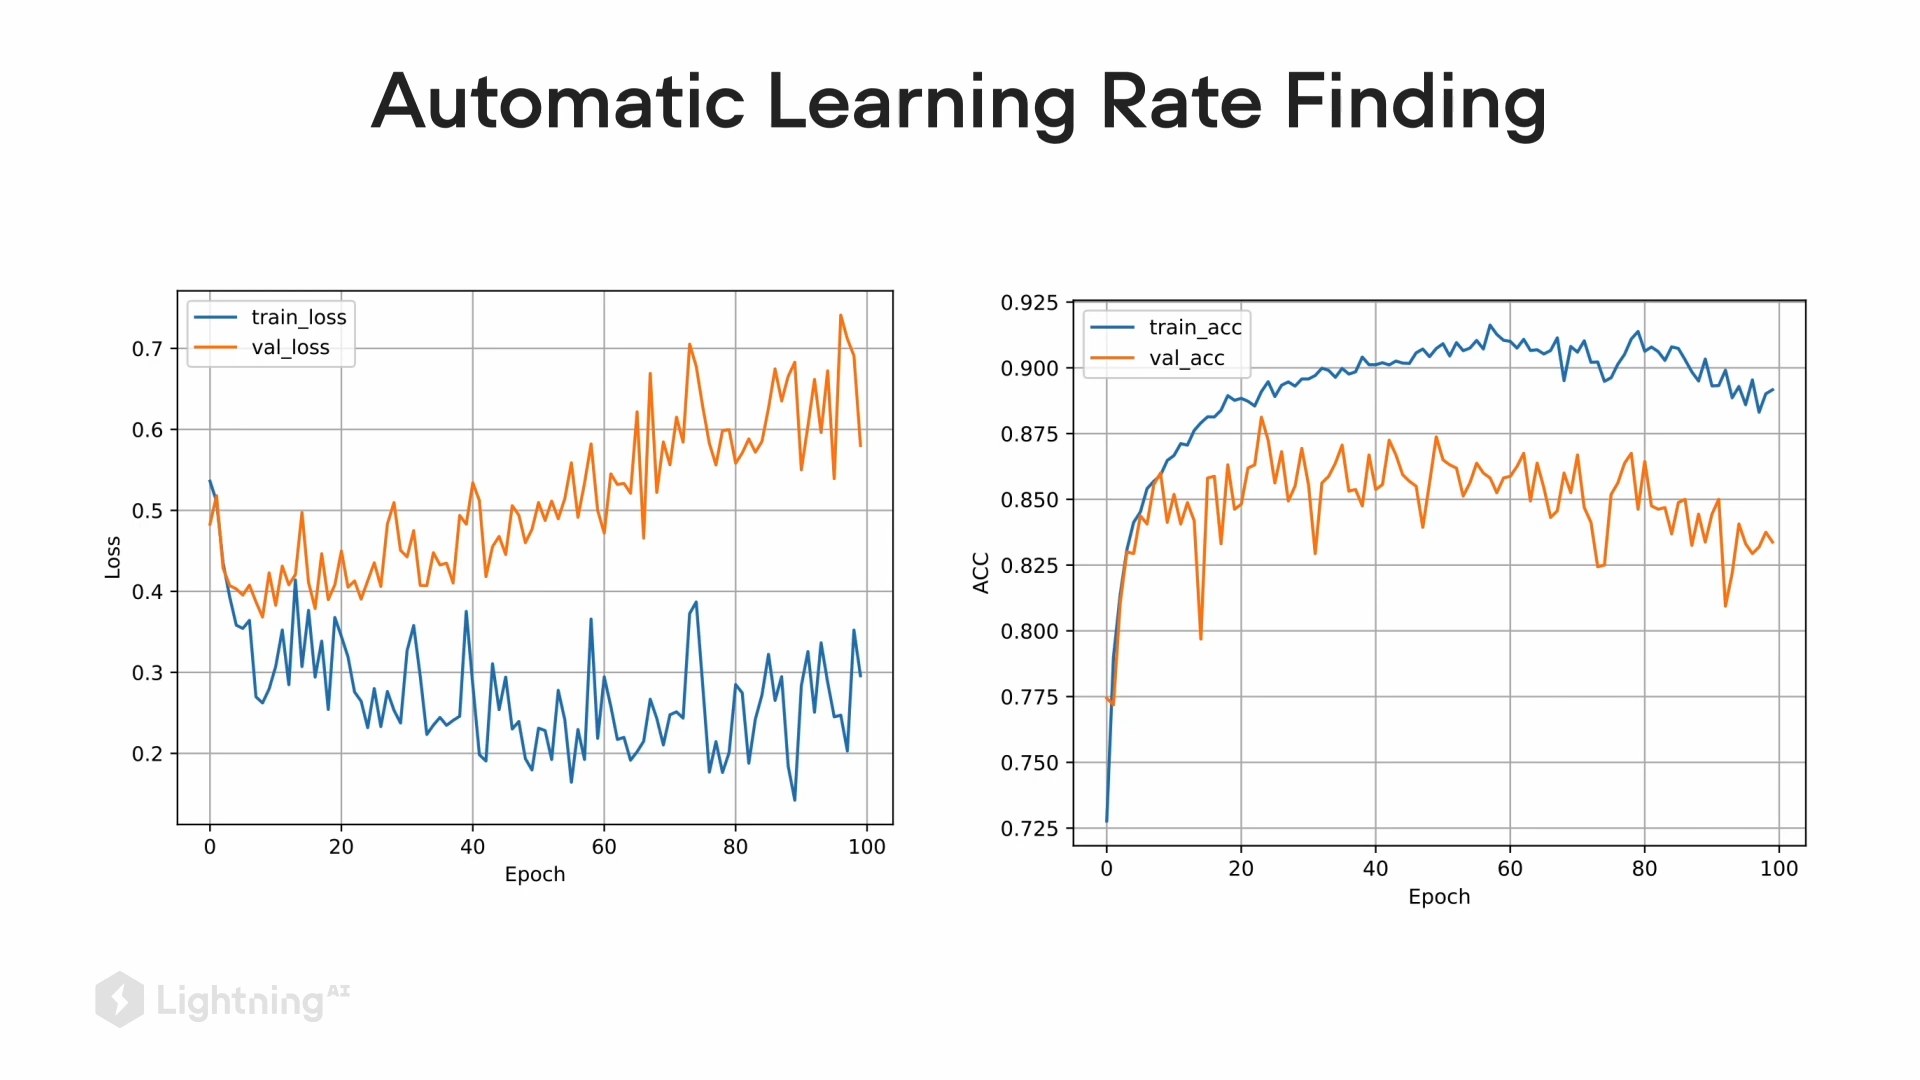 Automatic Learning Rate Finding
train_loss
val_loss
0.7
0.6
0.5
0.4
0.3
0.2
Loss
0 20 40 60 80 100
Epoch
train_acc
val_acc
0.925
0.900
0.875
0.850
0.825
0.800
0.775
0.750
0.725
ACC
0 20 40 60 80 100
Epoch
Lightning AI